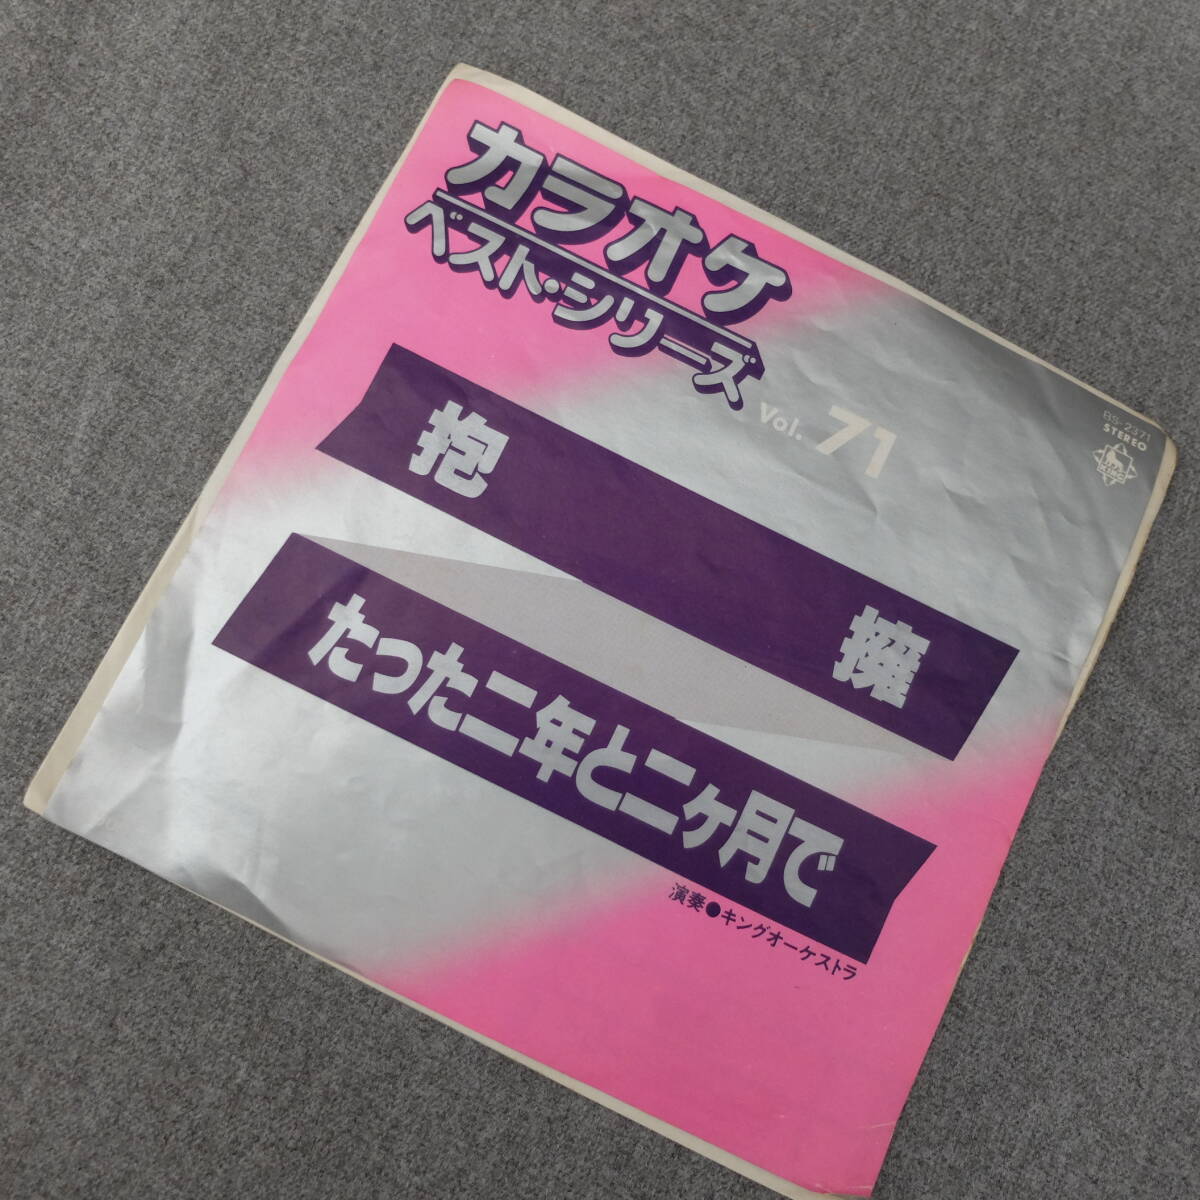 カラオケ
ベスト・シリーズ
Vol. 71
BS-2371
STEREO
抱 擁
たった二年と二ヶ月で
演奏●キングオーケストラ